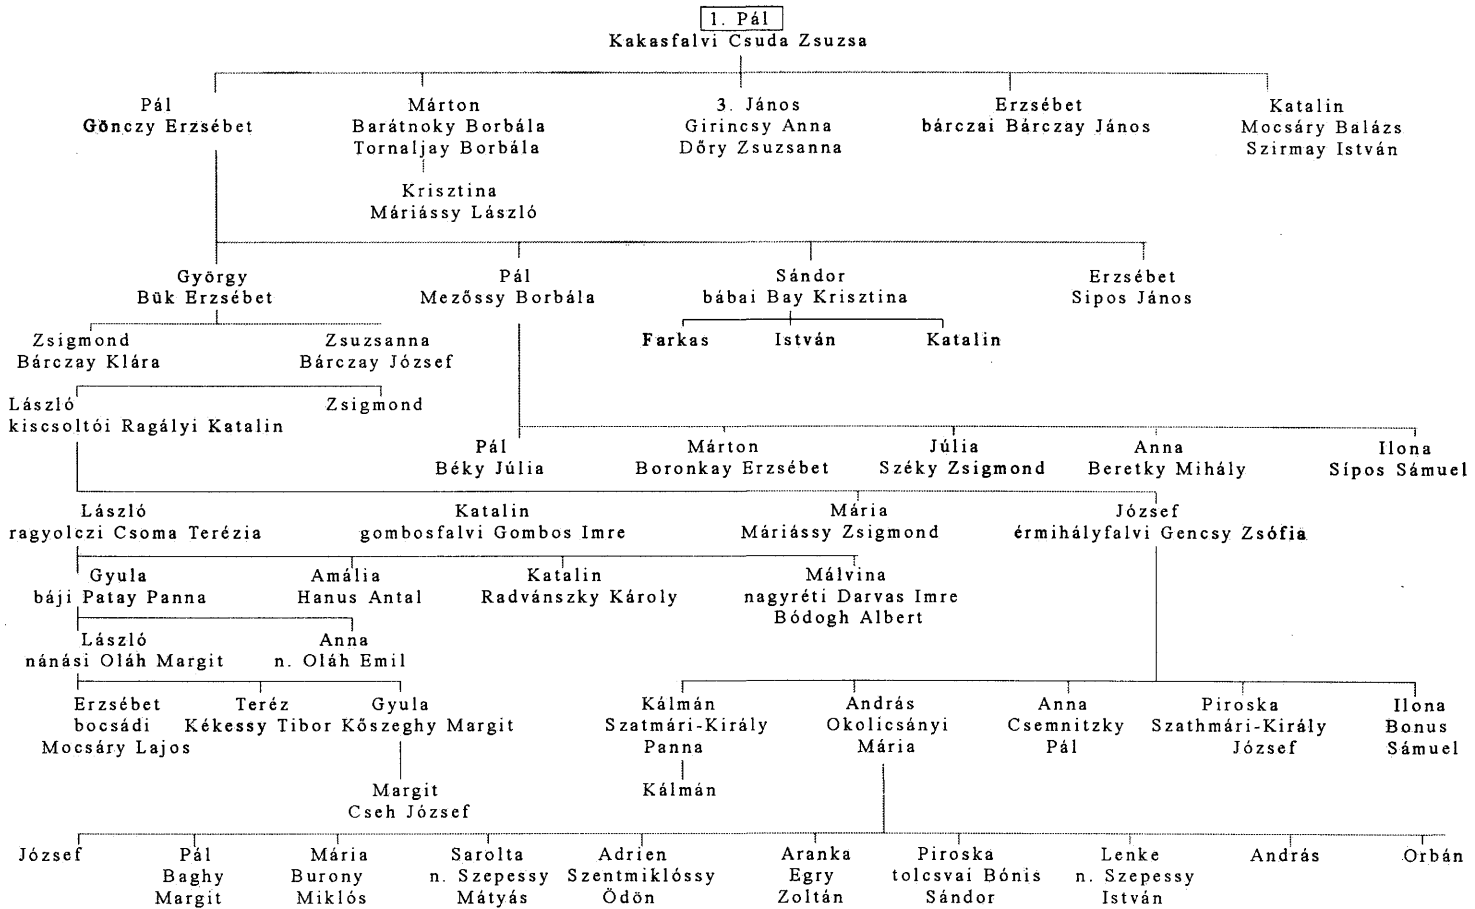 1. Pál
Kakasfalvi Csuda Zsuzsa
Pál Márton 3. János Erzsébet Katalin
Gönczy Erzsébet Barátnoky Borbála Girincsy Anna bárczai Bárczay János Mocsáry Balázs
Tornaljay Borbála Dőry Zsuzsanna Szirmay István
Krisztina
Máriássy László
György Pál Sándor Erzsébet
Bük Erzsébet Mezőssy Borbála bábai Bay Krisztina Sipos János
Zsigmond Zsuzsanna Farkas István Katalin
Bárczay Klára Bárczay József
László Zsigmond
kiscsoltói Ragályi Katalin
Pál Márton Júlia Anna Ilona
Béky Júlia Boronkay Erzsébet Széky Zsigmond Beretky Mihály Sípos Sámuel
László Katalin Mária József
ragyolczi Csoma Terézia gombosfalvi Gombos Imre Máriássy Zsigmond érmihályfalvi Gencsy Zsófia
Gyula Amália Katalin Málvina
báji Patay Panna Hanus Antal Radvánszky Károly nagyréti Darvas Imre
Bódogh Albert
László Anna
nánási Oláh Margit n. Oláh Emil
Erzsébet Teréz Gyula Kálmán András Anna Piroska Ilona
bocsádi Kékessy Tibor Kőszeghy Margit Szatmári-Király Okolicsányi Csemnitzky Szathmári-Király Bonus
Mocsáry Lajos Panna Mária Pál József Sámuel
Margit Kálmán
Cseh József
József Pál Mária Sarolta Adrien Aranka Piroska Lenke András Orbán
Baghy Burony n. Szepessy Szentmiklóssy Egry tolcsvai Bónis n. Szepessy
Margit Miklós Mátyás Ödön Zoltán Sándor István